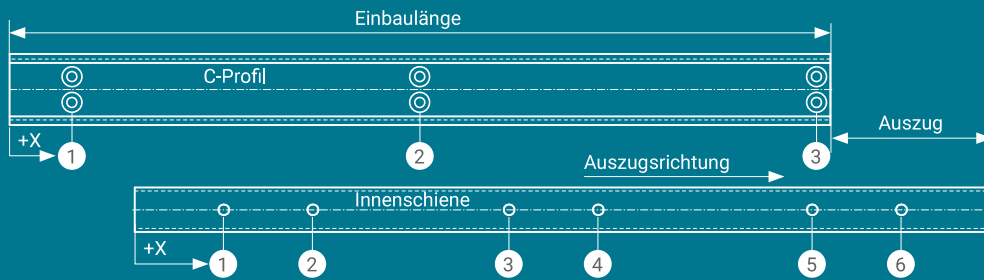 Einbaulänge
C-Profil
+X
1
2
3
Auszug
Auszugsrichtung
Innenschiene
+X
1
2
3
4
5
6